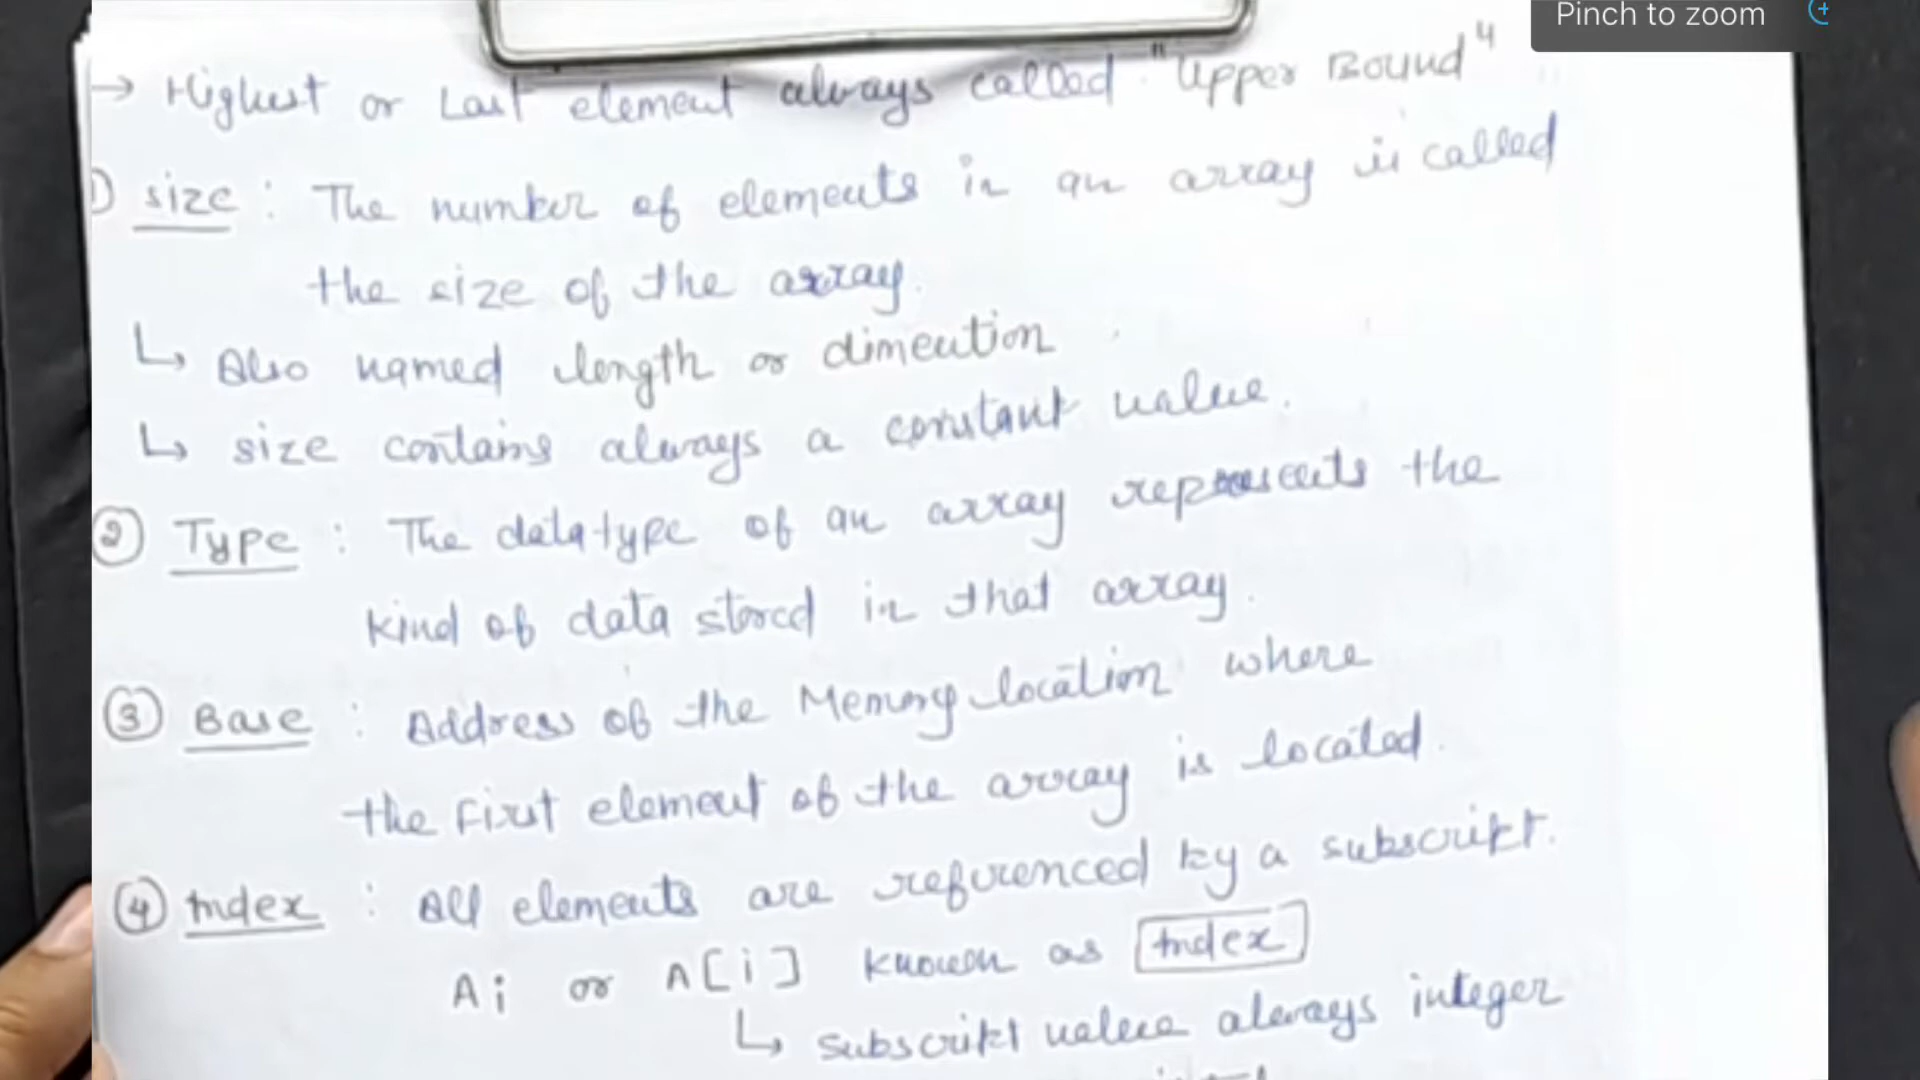 Pinch to zoom
→ Highest or Last element always called "Upper Bound"
1) size : The number of elements in an array is called
the size of the array.
↳ Also named length or dimention
↳ size contains always a constant value.
② Type : The data type of an array represents the
kind of data stored in that array.
③ Base : Address of the Memory location where
the First element of the array is located.
④ Index : All elements are referenced by a subscript.
Ai or A[i] known as Index
↳ subscript value always integer